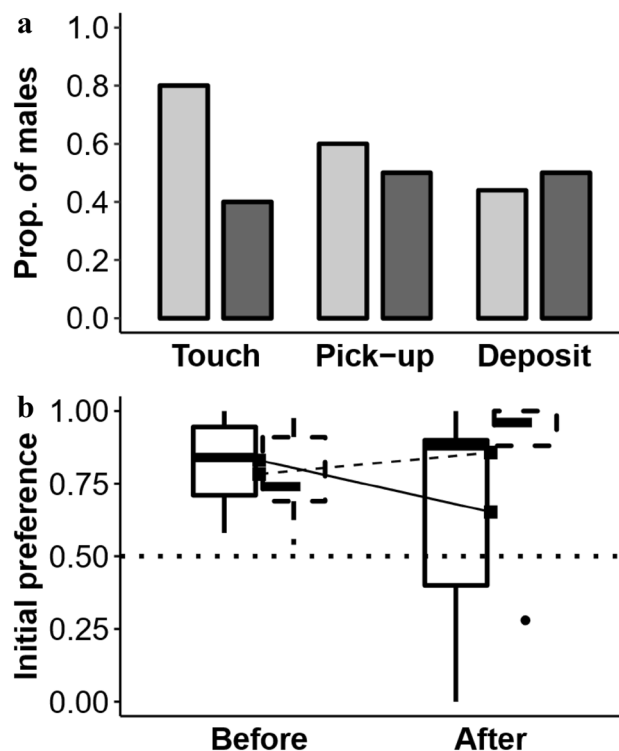 a
Prop. of males
1.0
0.8
0.6
0.4
0.2
0.0
Touch Pick−up Deposit
b
Initial preference
1.00
0.75
0.50
0.25
0.00
Before After